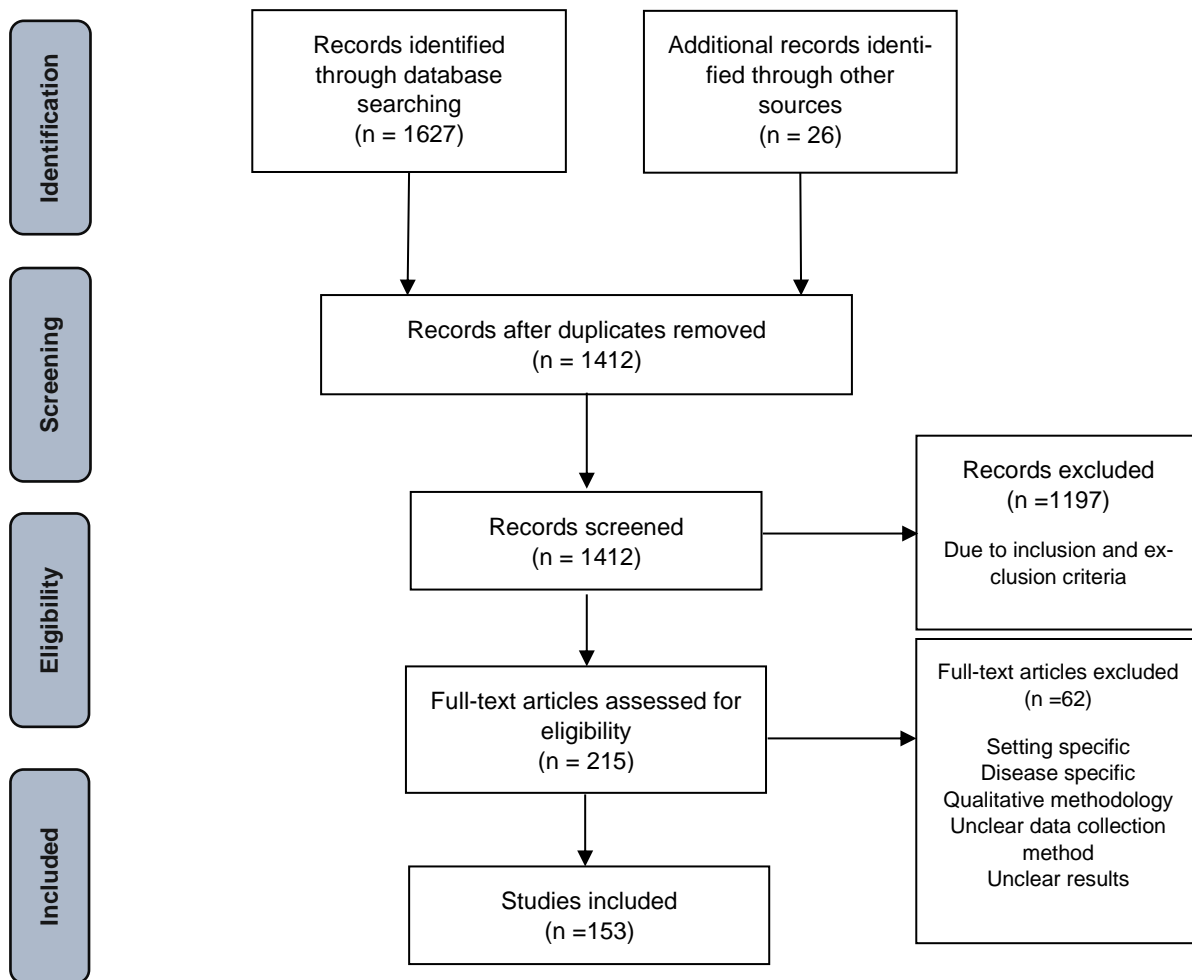 Identification
Records identified
through database
searching
(n = 1627)
Additional records identi-
fied through other
sources
(n = 26)
Screening
Records after duplicates removed
(n = 1412)
Records screened
(n = 1412)
Records excluded
(n =1197)
Due to inclusion and ex-
clusion criteria
Eligibility
Full-text articles assessed for
eligibility
(n = 215)
Full-text articles excluded
(n =62)
Setting specific
Disease specific
Qualitative methodology
Unclear data collection
method
Unclear results
Included
Studies included
(n =153)